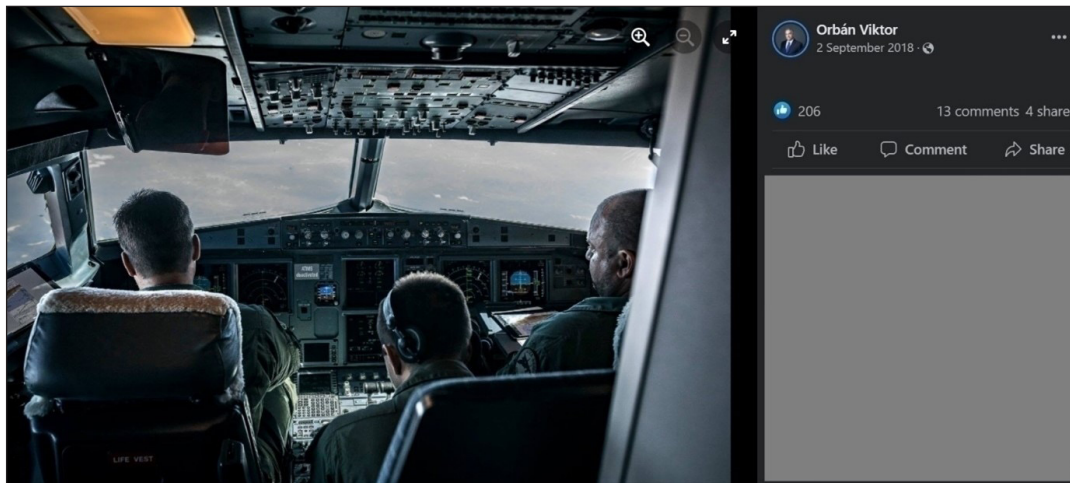 Orbán Viktor
2 September 2018
206
13 comments 4 share
Like
Comment
Share
LIFE VEST